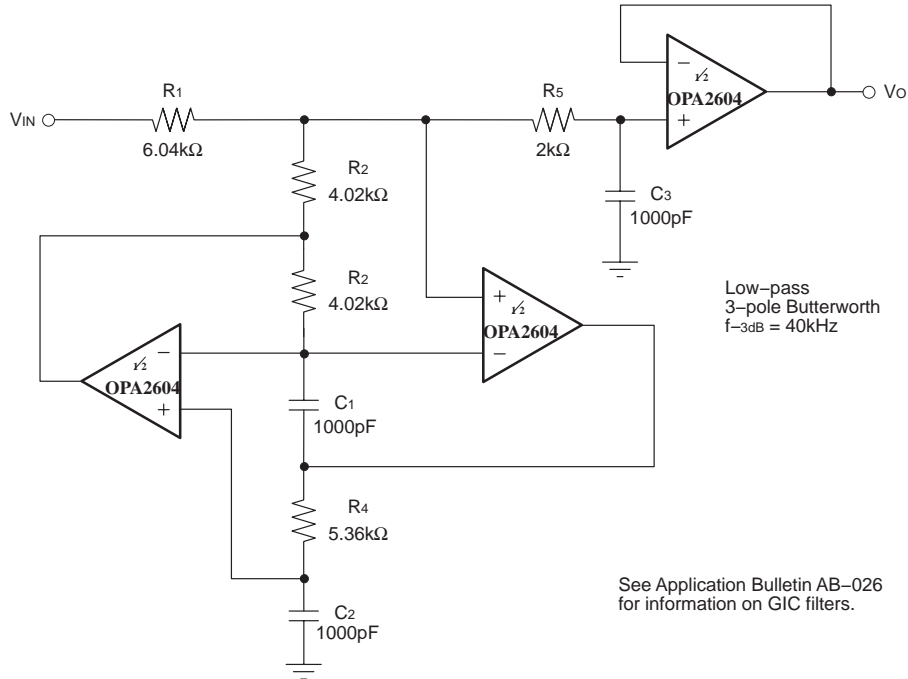 −
½
OPA2604
+
VO
R1
6.04kΩ
VIN
R5
2kΩ
C3
1000pF
R2
4.02kΩ
R2
4.02kΩ
+
½
OPA2604
−
Low−pass
3−pole Butterworth
f−3dB = 40kHz
−
½
OPA2604
+
C1
1000pF
R4
5.36kΩ
C2
1000pF
See Application Bulletin AB−026
for information on GIC filters.